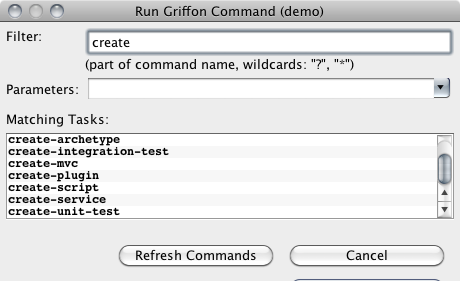 Run Griffon Command (demo)
Filter: create
(part of command name, wildcards: "?", "*")
Parameters:
Matching Tasks:
create-archetype
create-integration-test
create-mvc
create-plugin
create-script
create-service
create-unit-test
Refresh Commands Cancel